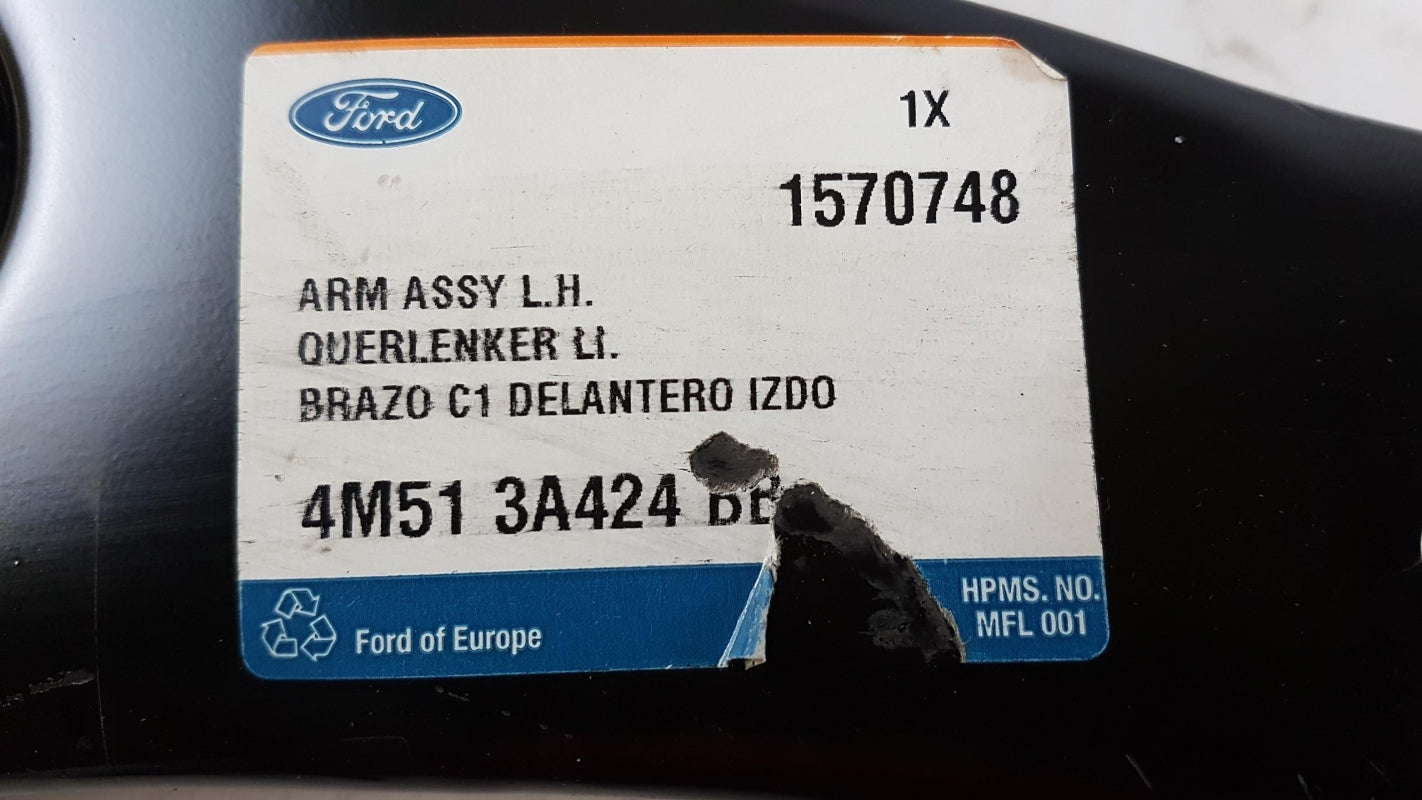 Ford
1X
1570748
ARM ASSY L.H.
QUERLENKER LI.
BRAZO C1 DELANTERO IZDO
4M51 3A424
Ford of Europe
HPMS. NO.
MFL 001